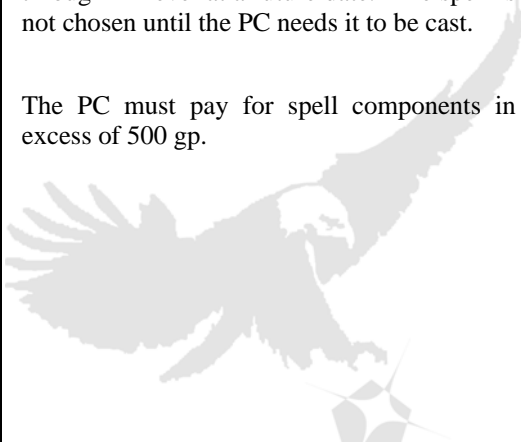 not chosen until the PC needs it to be cast.
The PC must pay for spell components in
excess of 500 gp.